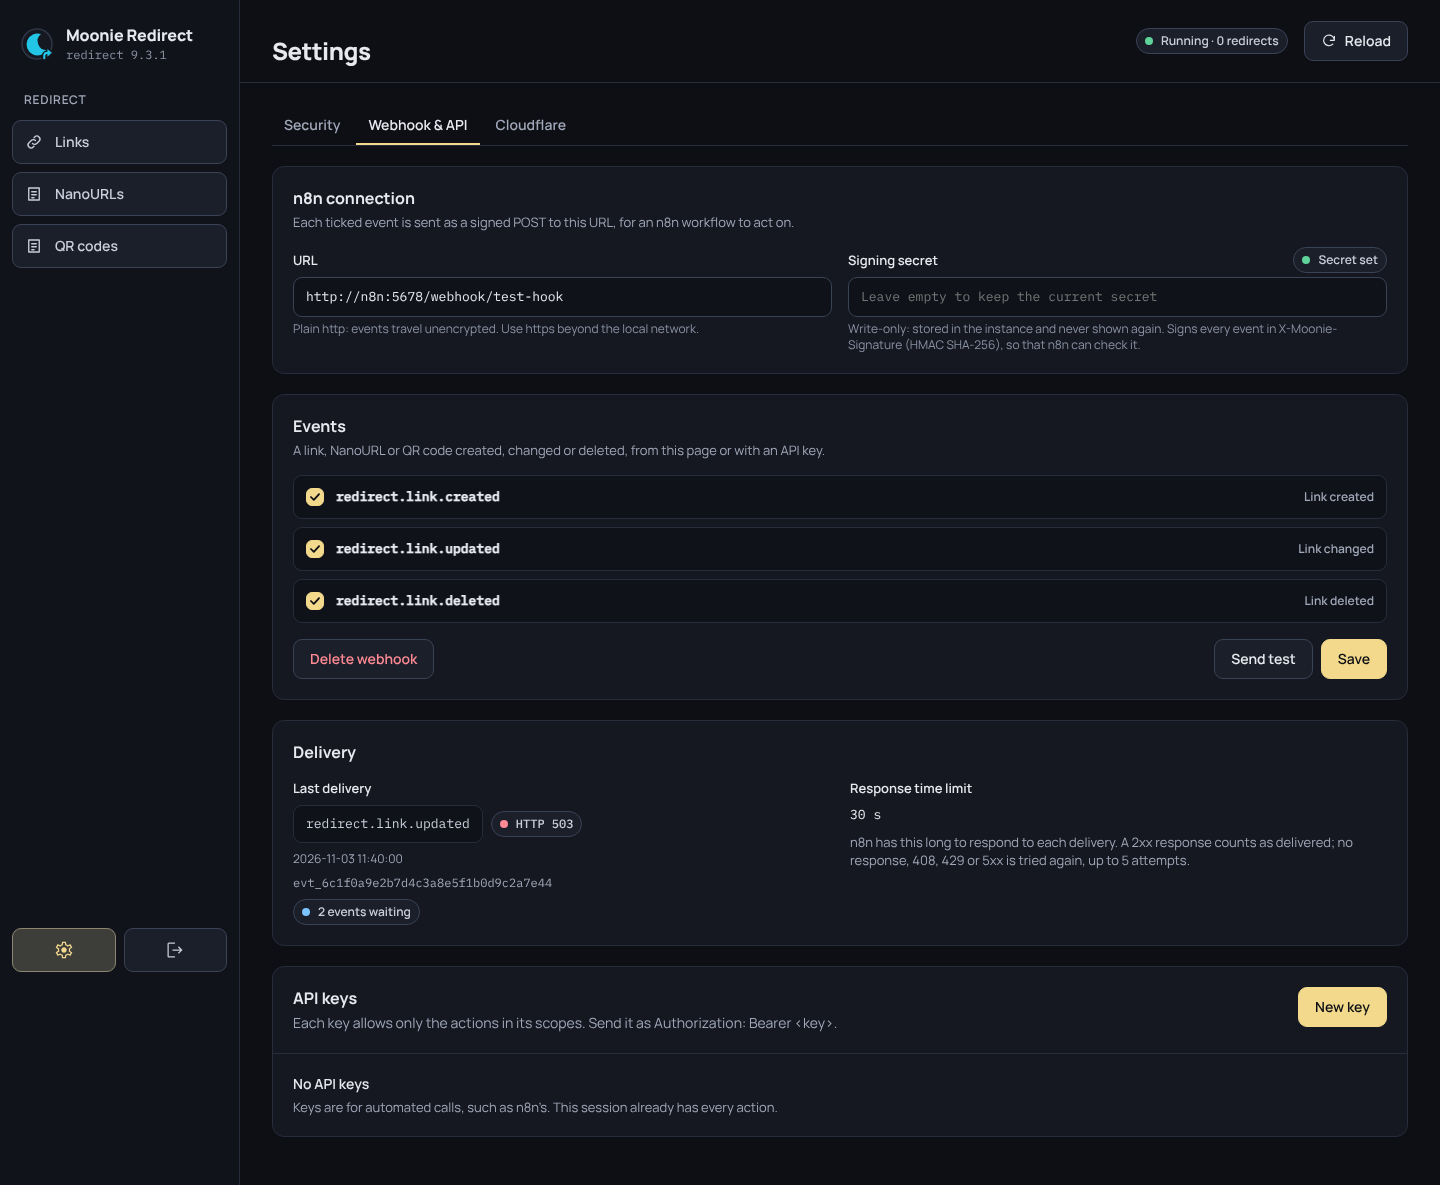 Moonie Redirect
redirect 9.3.1
REDIRECT
Links
NanoURLs
QR codes
Settings
Running · 0 redirects
Reload
Security
Webhook & API
Cloudflare
n8n connection
Each ticked event is sent as a signed POST to this URL, for an n8n workflow to act on.
URL
http://n8n:5678/webhook/test-hook
Plain http: events travel unencrypted. Use https beyond the local network.
Signing secret
Secret set
Leave empty to keep the current secret
Write-only: stored in the instance and never shown again. Signs every event in X-Moonie-
Signature (HMAC SHA-256), so that n8n can check it.
Events
A link, NanoURL or QR code created, changed or deleted, from this page or with an API key.
redirect.link.created
Link created
redirect.link.updated
Link changed
redirect.link.deleted
Link deleted
Delete webhook
Send test
Save
Delivery
Last delivery
redirect.link.updated
HTTP 503
2026-11-03 11:40:00
evt_6c1f0a9e2b7d4c3a8e5f1b0d9c2a7e44
2 events waiting
Response time limit
30 s
n8n has this long to respond to each delivery. A 2xx response counts as delivered; no
response, 408, 429 or 5xx is tried again, up to 5 attempts.
API keys
Each key allows only the actions in its scopes. Send it as Authorization: Bearer <key>.
New key
No API keys
Keys are for automated calls, such as n8n's. This session already has every action.